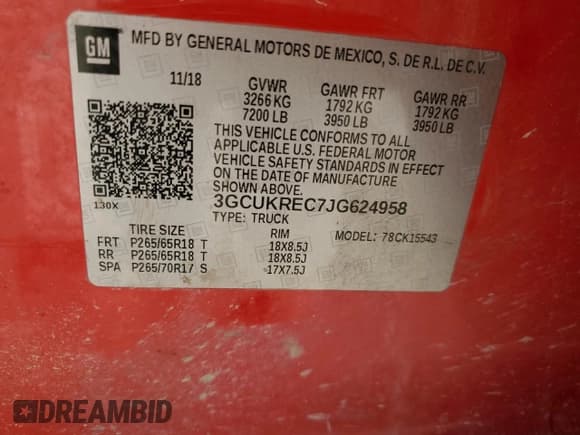 GM
MFD BY GENERAL MOTORS DE MEXICO, S. DE R.L. DE C.V.
11/18 GVWR GAWR FRT GAWR RR
3266 KG 1792 KG 1792 KG
7200 LB 3950 LB 3950 LB
THIS VEHICLE CONFORMS TO ALL
APPLICABLE U.S. FEDERAL MOTOR
VEHICLE SAFETY STANDARDS IN EFFECT
ON THE DATE OF MANUFACTURE
SHOWN ABOVE.
130X
3GCUKREC7JG624958
TYPE: TRUCK
TIRE SIZE RIM MODEL: 78CK15543
FRT P265/65R18 T 18X8.5J
RR P265/65R18 T 18X8.5J
SPA P265/70R17 S 17X7.5J
DREAMBID